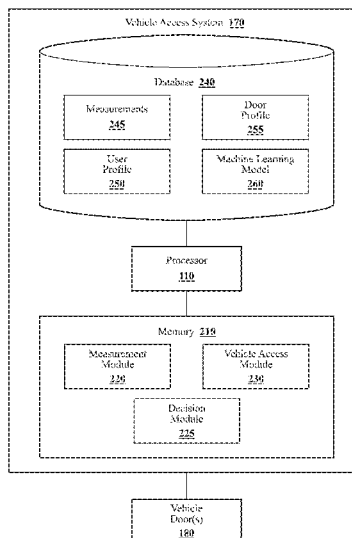 Vehicle Access System 170
Database 240
Measurements
245
Door
Profile
255
User
Profile
250
Machine Learning
Model
260
Processor
110
Memory 210
Measurement
Module
220
Vehicle Access
Module
230
Decision
Module
225
Vehicle
Door(s)
180